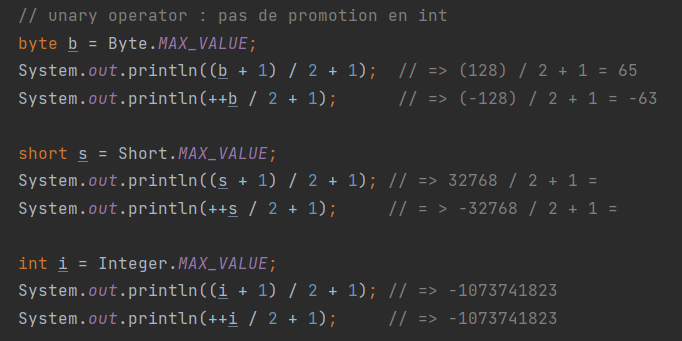 // unary operator : pas de promotion en int
byte b = Byte.MAX_VALUE;
System.out.println((b + 1) / 2 + 1);  // => (128) / 2 + 1 = 65
System.out.println(++b / 2 + 1);      // => (-128) / 2 + 1 = -63
short s = Short.MAX_VALUE;
System.out.println((s + 1) / 2 + 1); // => 32768 / 2 + 1 =
System.out.println(++s / 2 + 1);     // = > -32768 / 2 + 1 =
int i = Integer.MAX_VALUE;
System.out.println((i + 1) / 2 + 1); // => -1073741823
System.out.println(++i / 2 + 1);     // => -1073741823